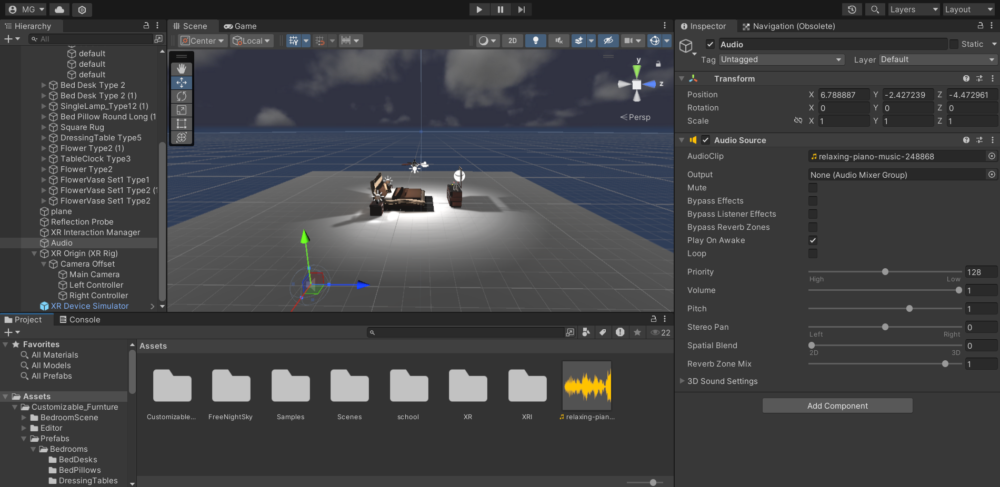 MG
Layers
Layout
Hierarchy
All
default
default
default
Bed Desk Type 2
Bed Desk Type 2 (1)
SingleLamp_Type12 (1)
Bed Pillow Round Long (1
Square Rug
DressingTable Type5
Flower Type2 (1)
TableClock Type3
Flower Type2
FlowerVase Set1 Type1
FlowerVase Set1 Type2 (1
FlowerVase Set1 Type2
plane
Reflection Probe
XR Interaction Manager
Audio
XR Origin (XR Rig)
Camera Offset
Main Camera
Left Controller
Right Controller
XR Device Simulator
Scene
Game
Center
Local
2D
y
z
Persp
Inspector
Navigation (Obsolete)
Audio
Static
Tag Untagged
Layer Default
Transform
Position X 6.788887 Y -2.427239 Z -4.472961
Rotation X 0 Y 0 Z 0
Scale X 1 Y 1 Z 1
Audio Source
AudioClip relaxing-piano-music-248868
Output None (Audio Mixer Group)
Mute
Bypass Effects
Bypass Listener Effects
Bypass Reverb Zones
Play On Awake
Loop
Priority 128
High Low
Volume 1
Pitch 1
Stereo Pan 0
Left Right
Spatial Blend 0
2D 3D
Reverb Zone Mix 1
3D Sound Settings
Add Component
Project
Console
22
Favorites
All Materials
All Models
All Prefabs
Assets
Customizable_Furnture
BedroomScene
Editor
Prefabs
Bedrooms
BedDesks
BedPillows
DressingTables
Assets
Customizable...
FreeNightSky
Samples
Scenes
school
XR
XRI
relaxing-pian...